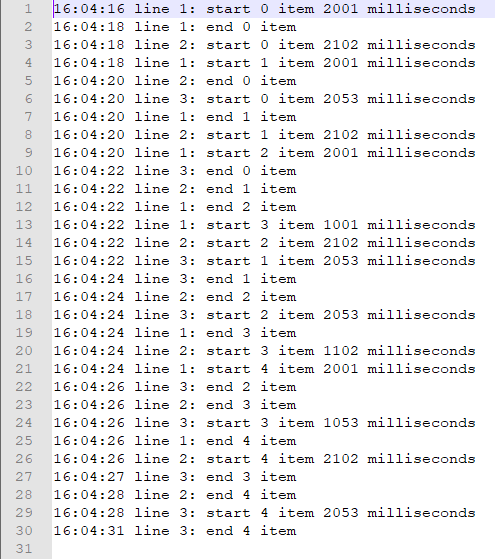 1 16:04:16 line 1: start 0 item 2001 milliseconds
2 16:04:18 line 1: end 0 item
3 16:04:18 line 2: start 0 item 2102 milliseconds
4 16:04:18 line 1: start 1 item 2001 milliseconds
5 16:04:20 line 2: end 0 item
6 16:04:20 line 3: start 0 item 2053 milliseconds
7 16:04:20 line 1: end 1 item
8 16:04:20 line 2: start 1 item 2102 milliseconds
9 16:04:20 line 1: start 2 item 2001 milliseconds
10 16:04:22 line 3: end 0 item
11 16:04:22 line 2: end 1 item
12 16:04:22 line 1: end 2 item
13 16:04:22 line 1: start 3 item 1001 milliseconds
14 16:04:22 line 2: start 2 item 2102 milliseconds
15 16:04:22 line 3: start 1 item 2053 milliseconds
16 16:04:24 line 3: end 1 item
17 16:04:24 line 2: end 2 item
18 16:04:24 line 3: start 2 item 2053 milliseconds
19 16:04:24 line 1: end 3 item
20 16:04:24 line 2: start 3 item 1102 milliseconds
21 16:04:24 line 1: start 4 item 2001 milliseconds
22 16:04:26 line 3: end 2 item
23 16:04:26 line 2: end 3 item
24 16:04:26 line 3: start 3 item 1053 milliseconds
25 16:04:26 line 1: end 4 item
26 16:04:26 line 2: start 4 item 2102 milliseconds
27 16:04:27 line 3: end 3 item
28 16:04:28 line 2: end 4 item
29 16:04:28 line 3: start 4 item 2053 milliseconds
30 16:04:31 line 3: end 4 item
31